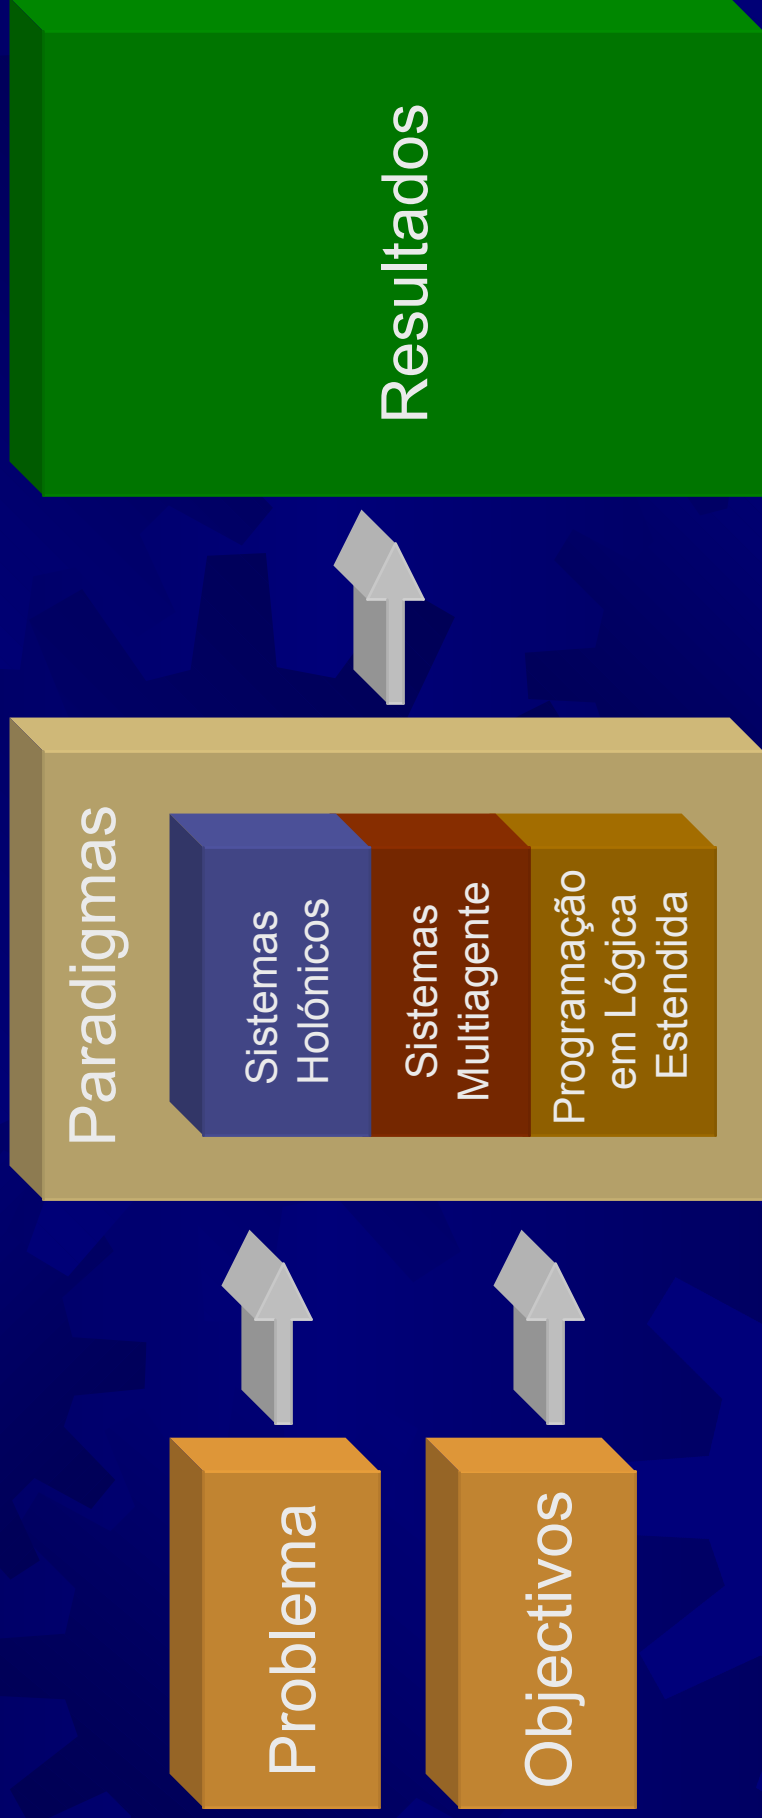 Problema
Objectivos
Paradigmas
Sistemas
Holónicos
Sistemas
Multiagente
Programação
em Lógica
Estendida
Resultados